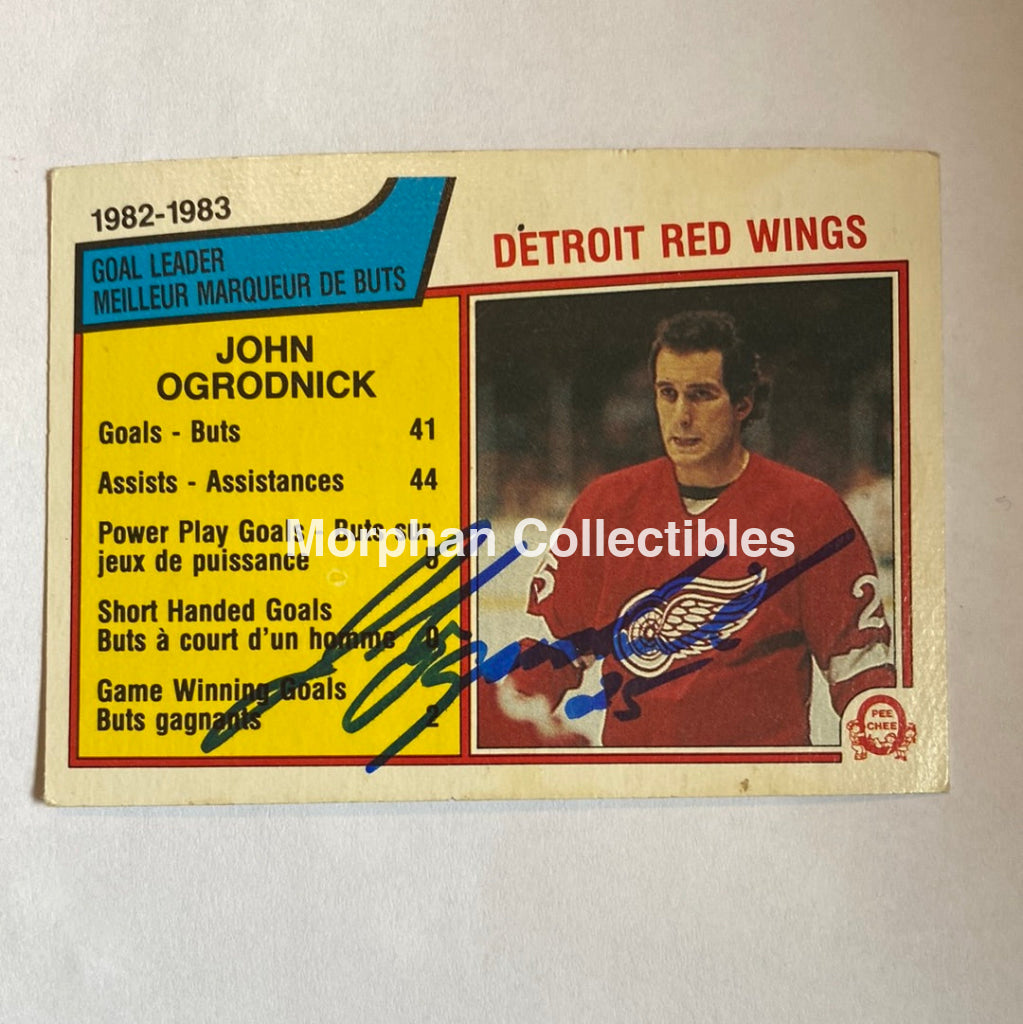 1982-1983
GOAL LEADER
MEILLEUR MARQUEUR DE BUTS
DETROIT RED WINGS
JOHN
OGRODNICK
Goals - Buts 41
Assists - Assistances 44
Power Play Goals - Buts sur
jeux de puissance
Morphan Collectibles
Short Handed Goals
Buts à court d'un homme 0
Game Winning Goals
Buts gagnants 2
25
2
PEE
CHEE